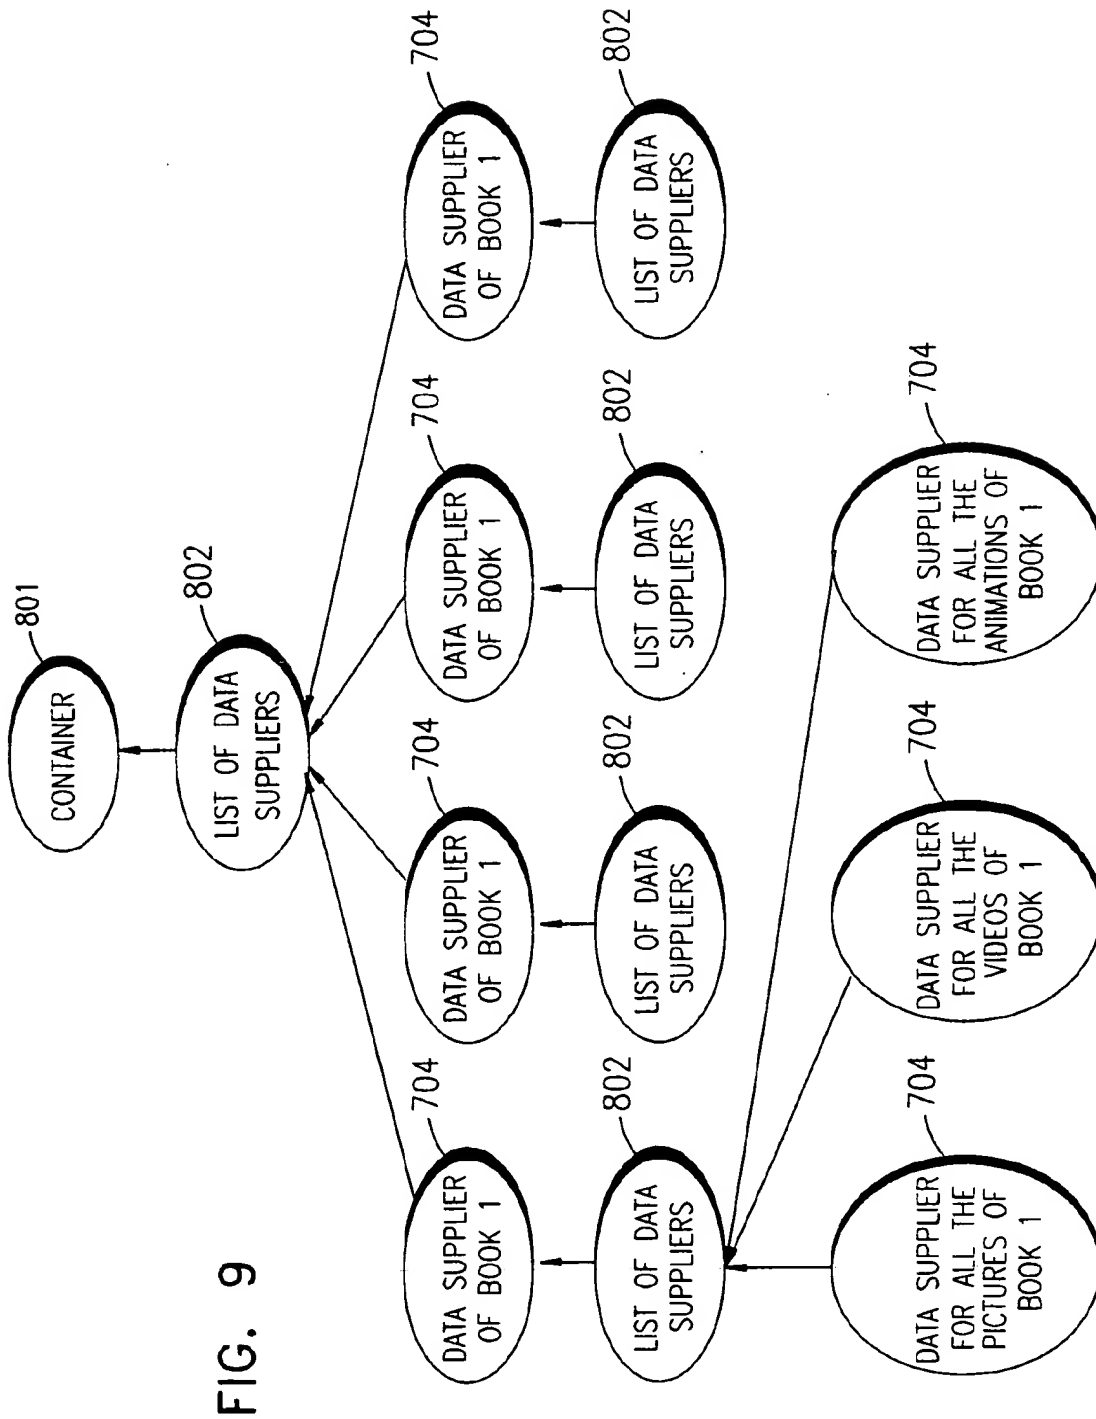 FIG. 9
801
CONTAINER
802
LIST OF DATA
SUPPLIERS
704
DATA SUPPLIER
OF BOOK 1
704
DATA SUPPLIER
OF BOOK 1
704
DATA SUPPLIER
OF BOOK 1
704
DATA SUPPLIER
OF BOOK 1
802
LIST OF DATA
SUPPLIERS
802
LIST OF DATA
SUPPLIERS
802
LIST OF DATA
SUPPLIERS
802
LIST OF DATA
SUPPLIERS
704
DATA SUPPLIER
FOR ALL THE
PICTURES OF
BOOK 1
704
DATA SUPPLIER
FOR ALL THE
VIDEOS OF
BOOK 1
704
DATA SUPPLIER
FOR ALL THE
ANIMATIONS OF
BOOK 1